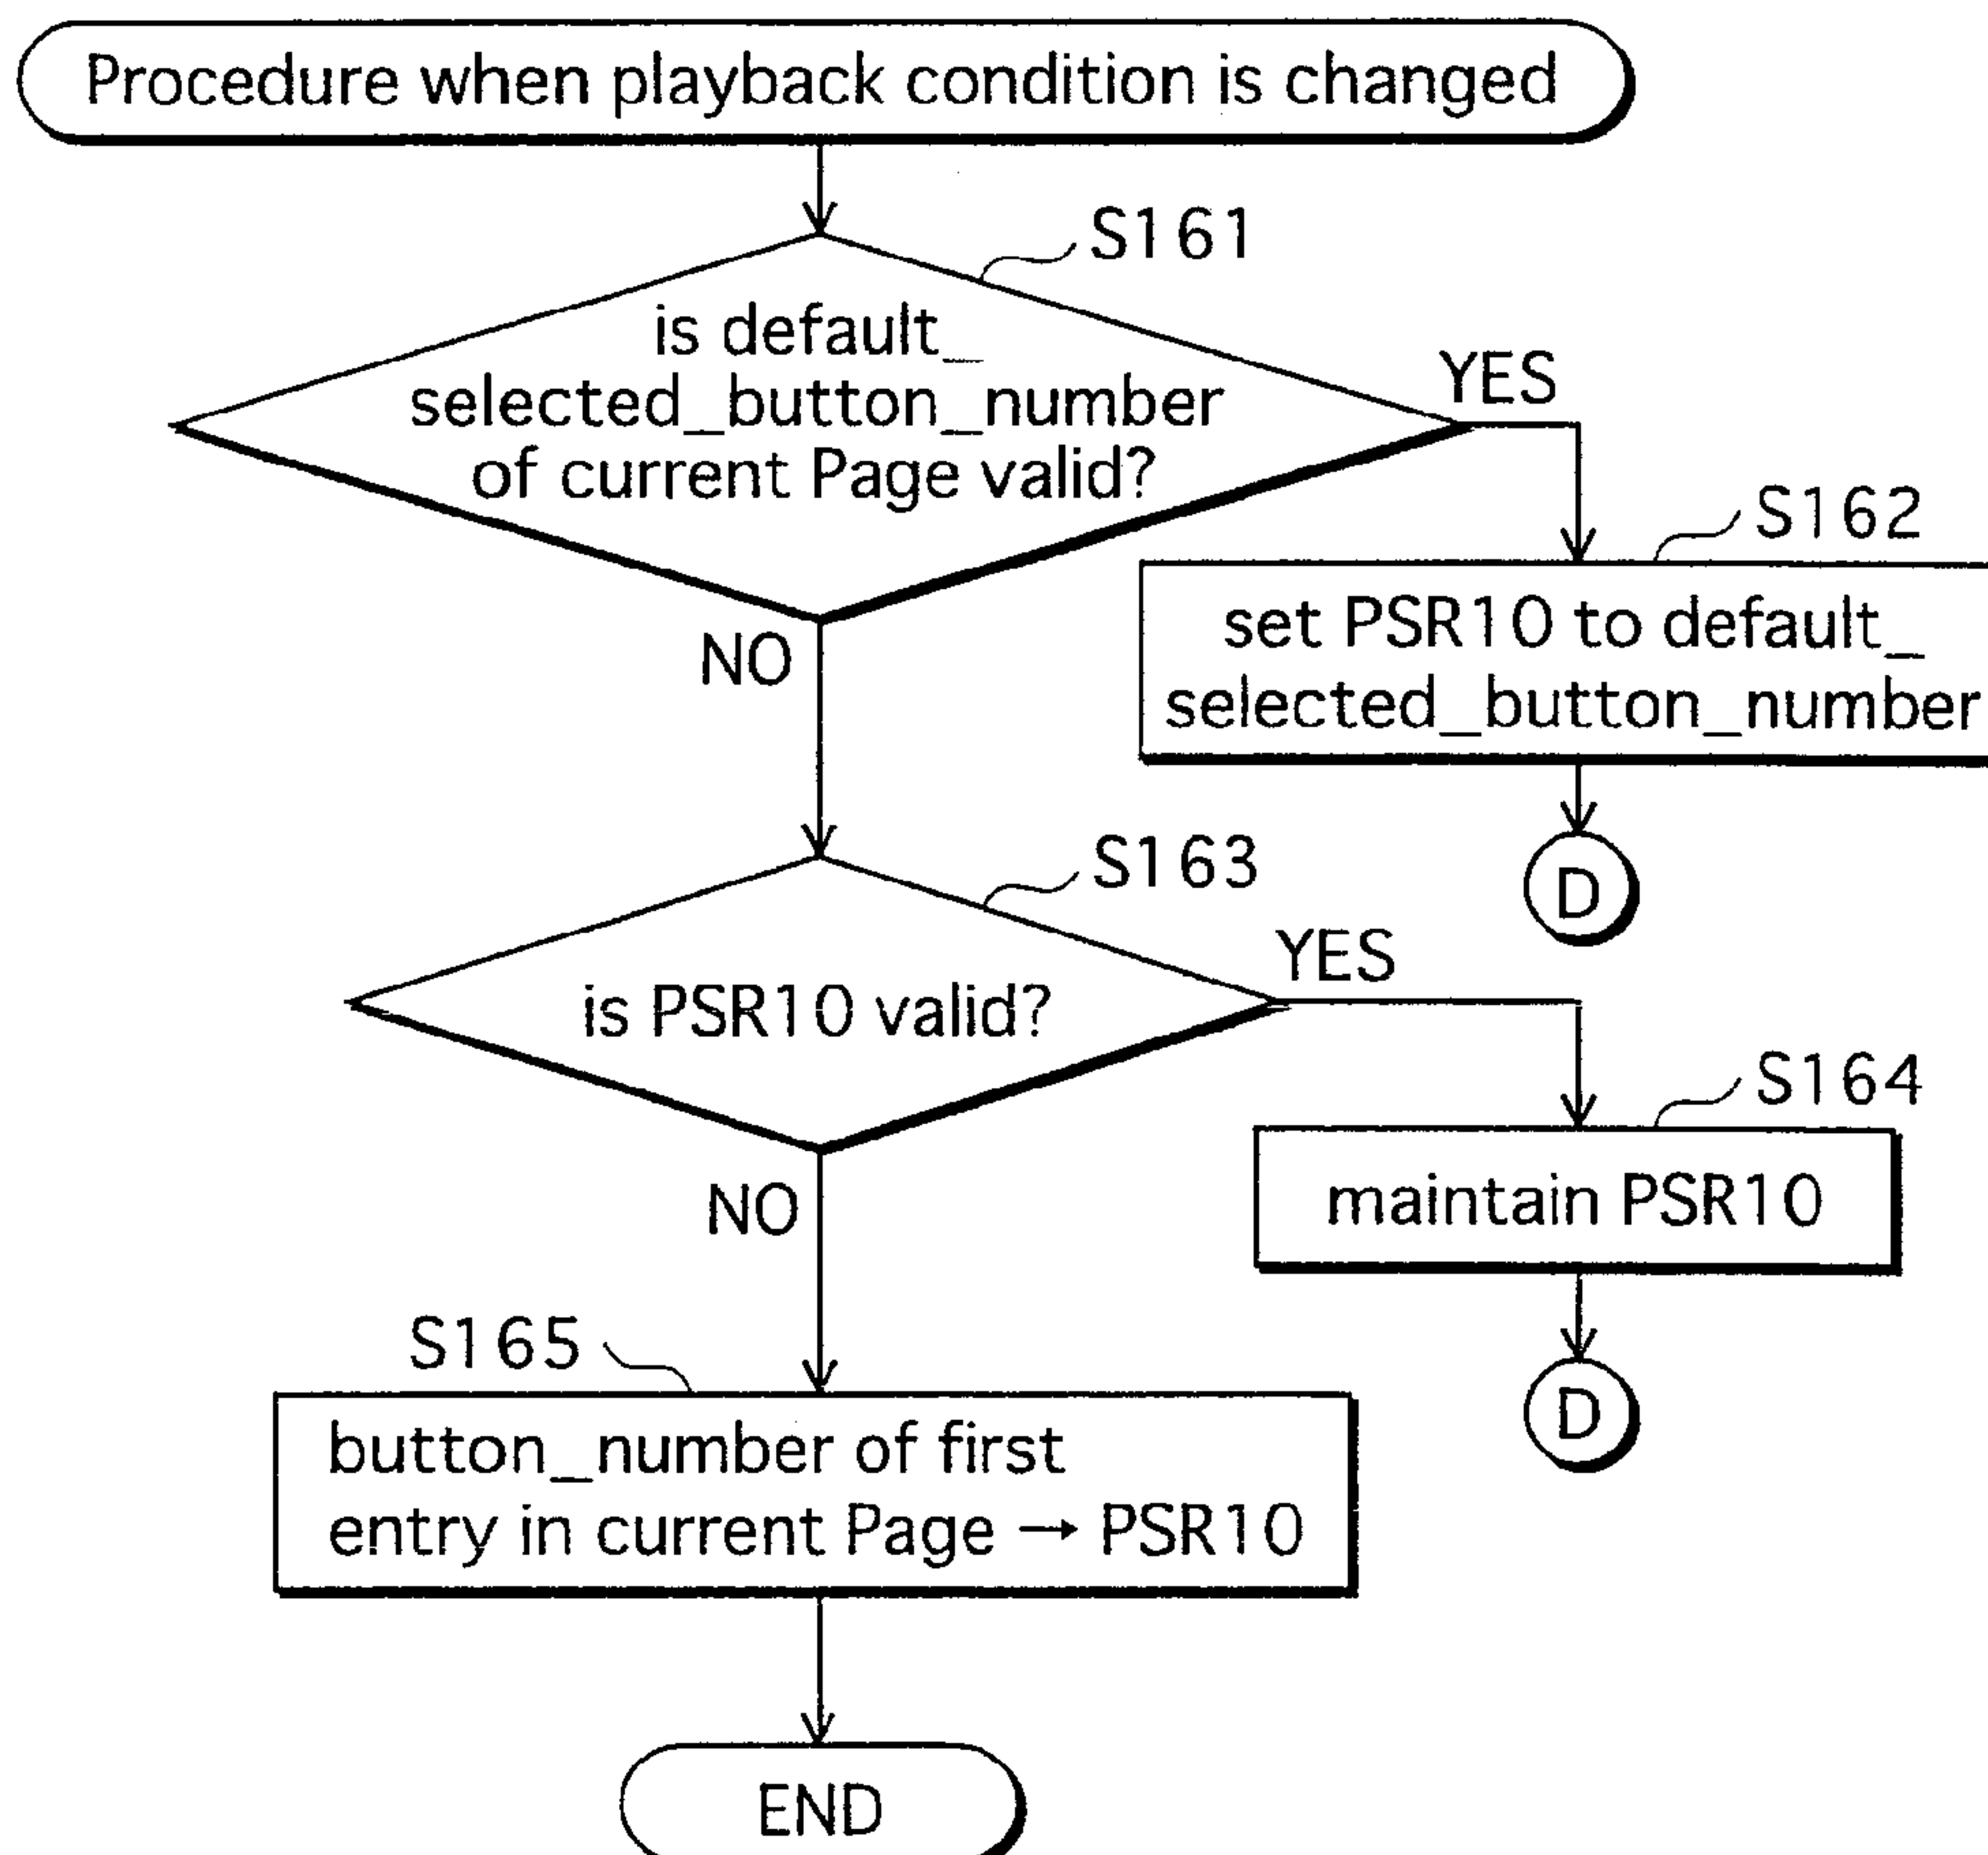 Procedure when playback condition is changed
S161
is default_
selected_button_number
of current Page valid?
YES
S162
set PSR10 to default_
selected_button_number
NO
D
S163
is PSR10 valid?
YES
S164
maintain PSR10
NO
D
S165
button_number of first
entry in current Page → PSR10
END